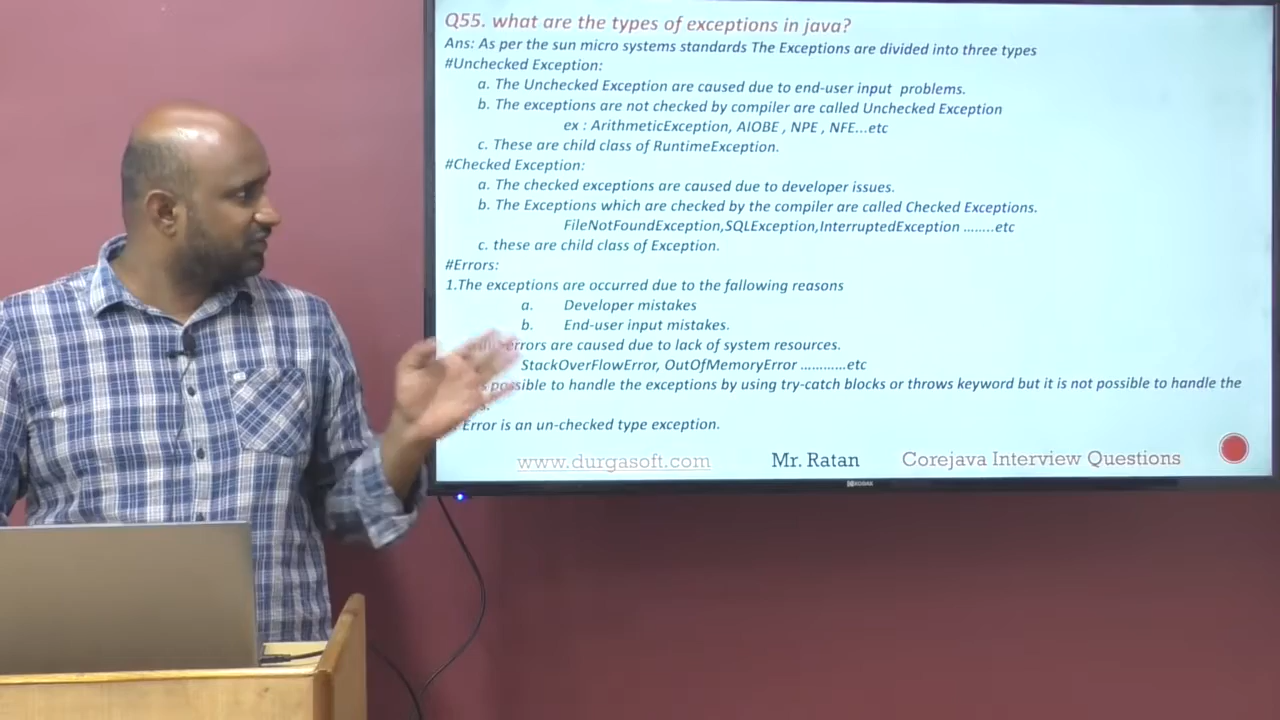 Q55. what are the types of exceptions in java?
Ans: As per the sun micro systems standards The Exceptions are divided into three types
#Unchecked Exception:
a. The Unchecked Exception are caused due to end-user input problems.
b. The exceptions are not checked by compiler are called Unchecked Exception
ex : ArithmeticException, AIOBE , NPE , NFE...etc
c. These are child class of RuntimeException.
#Checked Exception:
a. The checked exceptions are caused due to developer issues.
b. The Exceptions which are checked by the compiler are called Checked Exceptions.
FileNotFoundException,SQLException,InterruptedException ........etc
c. these are child class of Exception.
#Errors:
1.The exceptions are occurred due to the fallowing reasons
a. Developer mistakes
b. End-user input mistakes.
errors are caused due to lack of system resources.
StackOverFlowError, OutOfMemoryError ............etc
possible to handle the exceptions by using try-catch blocks or throws keyword but it is not possible to handle the
Error is an un-checked type exception.
www.durgasoft.com Mr. Ratan Corejava Interview Questions
KODAK